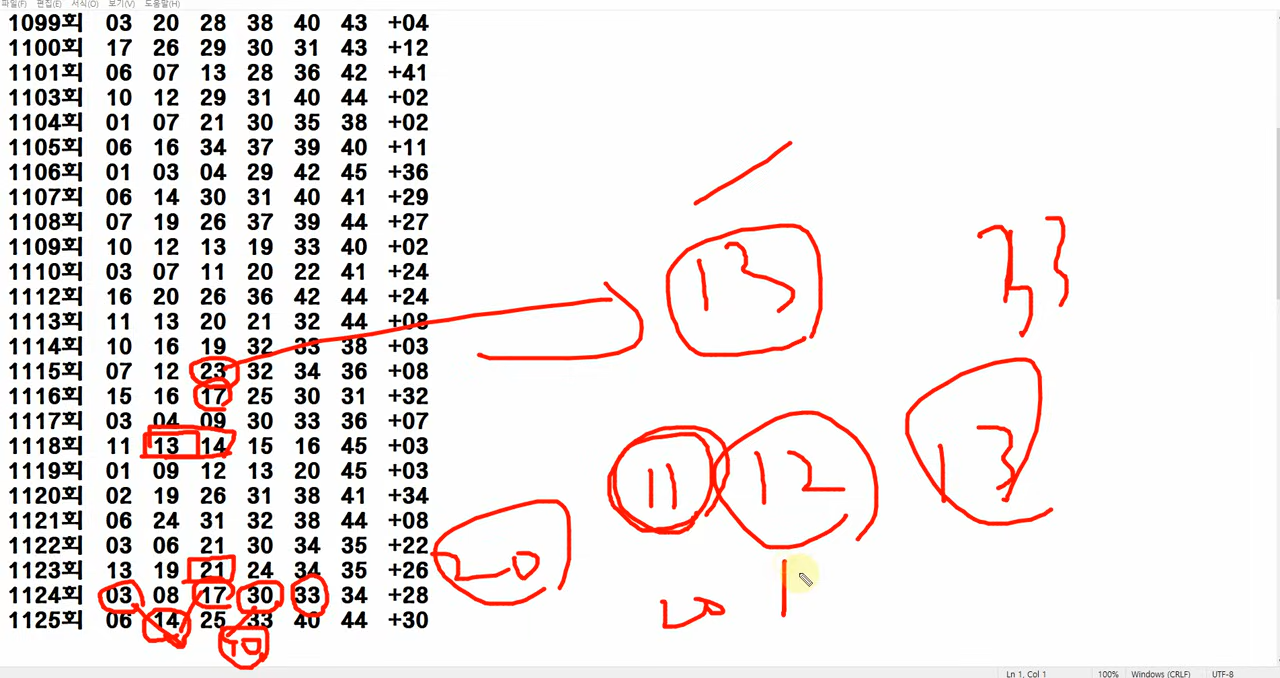 파일(F) 편집(E) 서식(O) 보기(V) 도움말(H)
1099회 03 20 28 38 40 43 +04
1100회 17 26 29 30 31 43 +12
1101회 06 07 13 28 36 42 +41
1103회 10 12 29 31 40 44 +02
1104회 01 07 21 30 35 38 +02
1105회 06 16 34 37 39 40 +11
1106회 01 03 04 29 42 45 +36
1107회 06 14 30 31 40 41 +29
1108회 07 19 26 37 39 44 +27
1109회 10 12 13 19 33 40 +02
1110회 03 07 11 20 22 41 +24
1112회 16 20 26 36 42 44 +24
1113회 11 13 20 21 32 44 +08
1114회 10 16 19 32 33 38 +03
1115회 07 12 23 32 34 36 +08
1116회 15 16 17 25 30 31 +32
1117회 03 04 09 30 33 36 +07
1118회 11 13 14 15 16 45 +03
1119회 01 09 12 13 20 45 +03
1120회 02 19 26 31 38 41 +34
1121회 06 24 31 32 38 44 +08
1122회 03 06 21 30 34 35 +22
1123회 13 19 21 24 34 35 +26
1124회 03 08 17 30 33 34 +28
1125회 06 14 25 33 40 44 +30
13
33
11 12 13
20
20 1
10
Ln 1, Col 1 100% Windows (CRLF) UTF-8